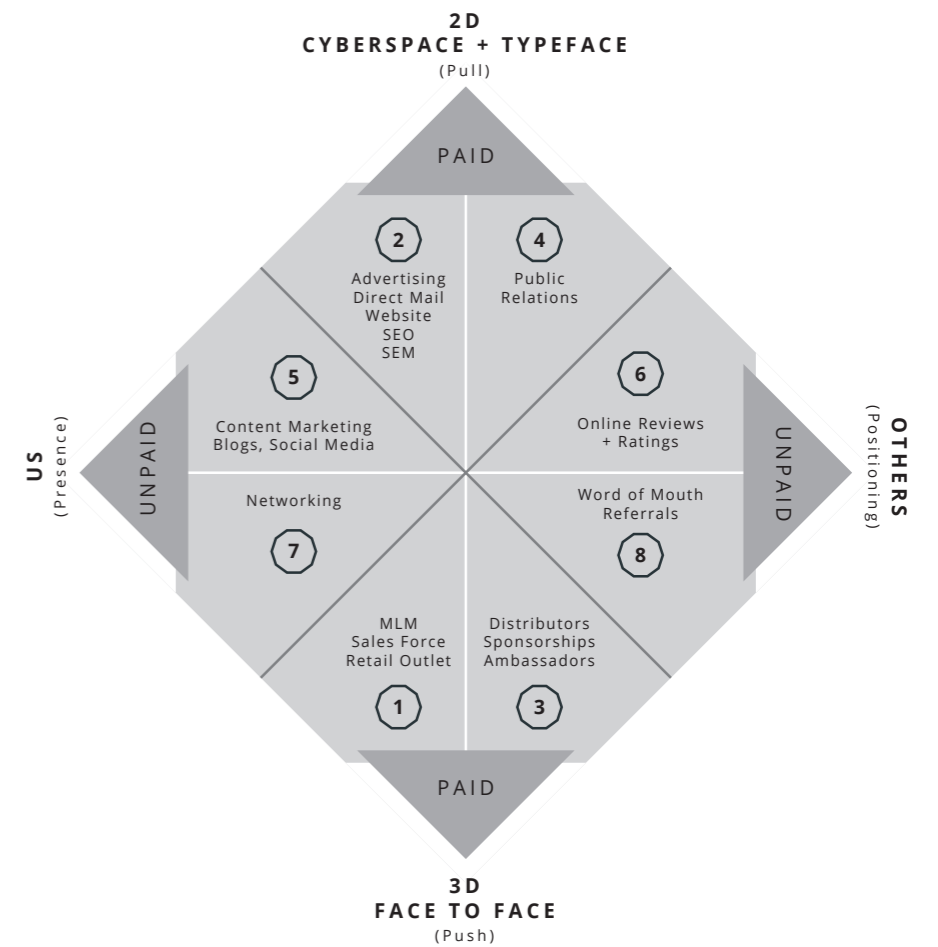 2D
CYBERSPACE + TYPEFACE
(Pull)
PAID
2
Advertising
Direct Mail
Website
SEO
SEM
4
Public
Relations
5
Content Marketing
Blogs, Social Media
6
Online Reviews
+ Ratings
US
(Presence)
UNPAID
UNPAID
OTHERS
(Positioning)
Networking
7
Word of Mouth
Referrals
8
MLM
Sales Force
Retail Outlet
1
Distributors
Sponsorships
Ambassadors
3
PAID
3D
FACE TO FACE
(Push)